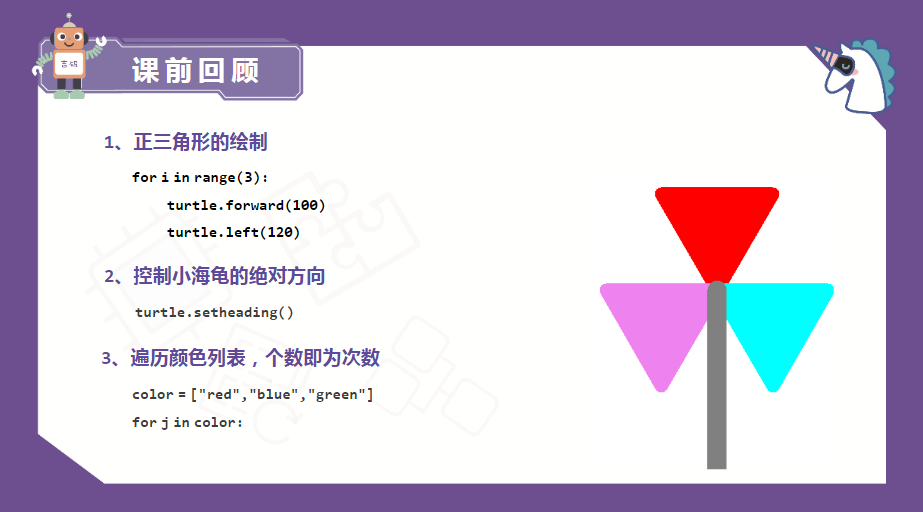 课前回顾
1、正三角形的绘制
for i in range(3):
turtle.forward(100)
turtle.left(120)
2、控制小海龟的绝对方向
turtle.setheading()
3、遍历颜色列表，个数即为次数
color = ["red","blue","green"]
for j in color: